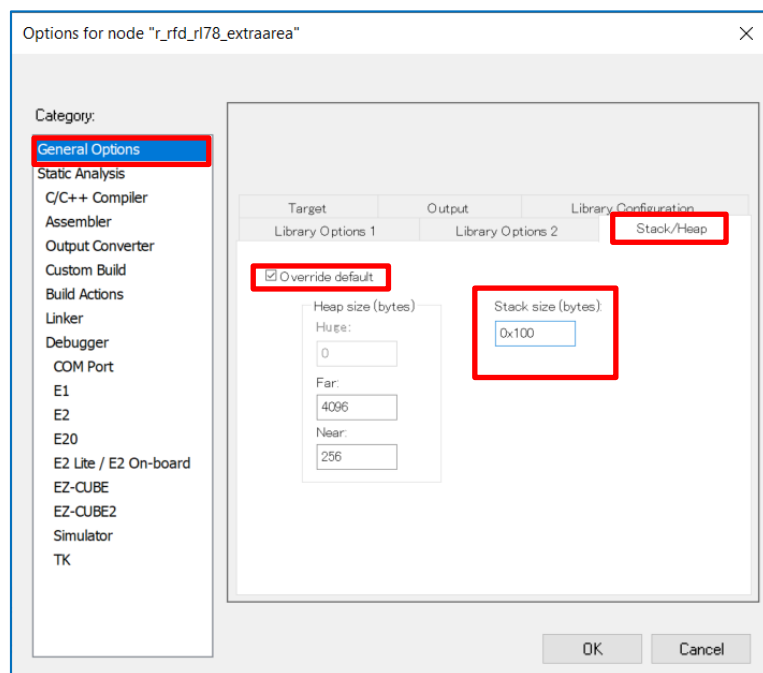 Options for node "r_rfd_rl78_extraarea"
Category:
General Options
Static Analysis
C/C++ Compiler
Assembler
Output Converter
Custom Build
Build Actions
Linker
Debugger
COM Port
E1
E2
E20
E2 Lite / E2 On-board
EZ-CUBE
EZ-CUBE2
Simulator
TK
Target Output Library Configuration
Library Options 1 Library Options 2 Stack/Heap
Override default
Heap size (bytes)
Huge:
0
Far:
4096
Near:
256
Stack size (bytes):
0x100
OK Cancel